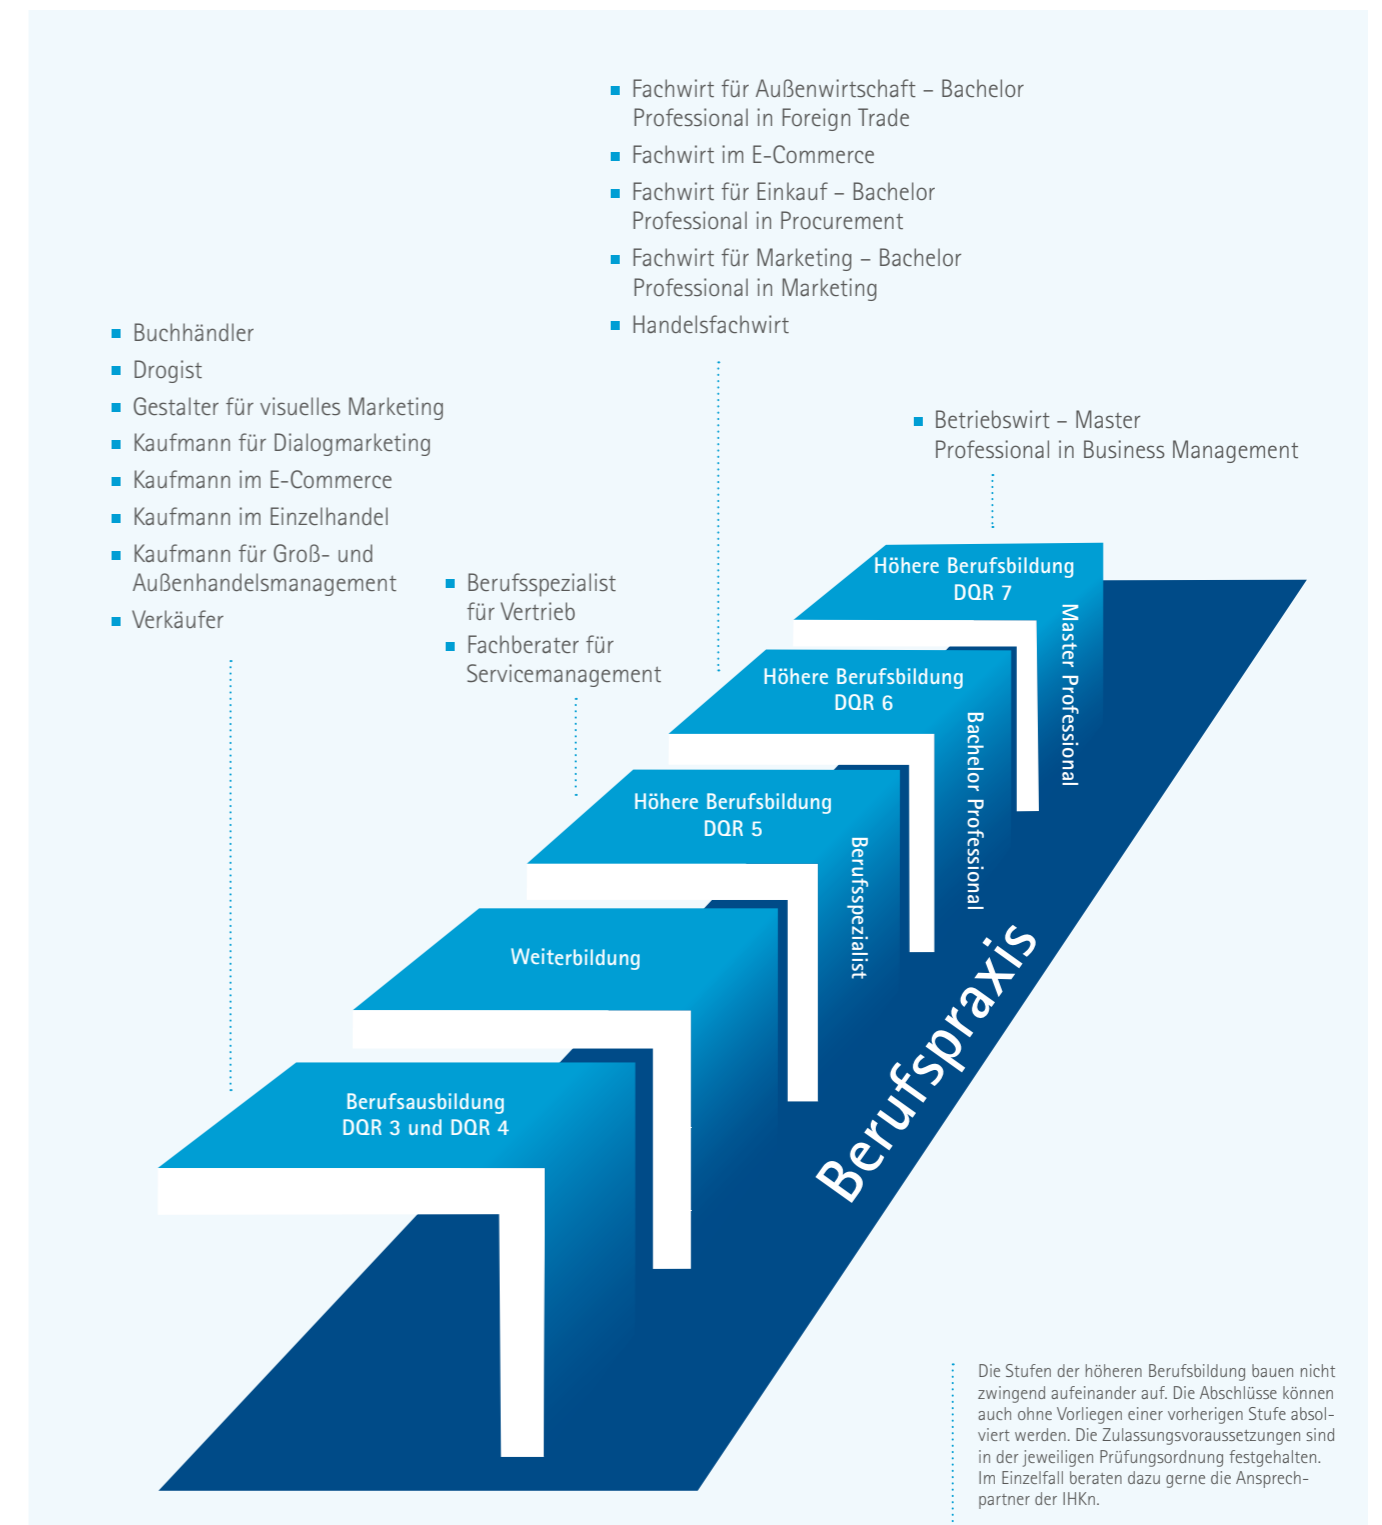 Fachwirt für Außenwirtschaft – Bachelor
Professional in Foreign Trade
Fachwirt im E-Commerce
Fachwirt für Einkauf – Bachelor
Professional in Procurement
Fachwirt für Marketing – Bachelor
Professional in Marketing
Handelsfachwirt
Buchhändler
Drogist
Gestalter für visuelles Marketing
Kaufmann für Dialogmarketing
Kaufmann im E-Commerce
Kaufmann im Einzelhandel
Kaufmann für Groß- und
Außenhandelsmanagement
Verkäufer
Berufsspezialist
für Vertrieb
Fachberater für
Servicemanagement
Betriebswirt – Master
Professional in Business Management
Höhere Berufsbildung
DQR 7
Master Professional
Höhere Berufsbildung
DQR 6
Bachelor Professional
Höhere Berufsbildung
DQR 5
Berufsspezialist
Weiterbildung
Berufsausbildung
DQR 3 und DQR 4
Berufspraxis
Die Stufen der höheren Berufsbildung bauen nicht
zwingend aufeinander auf. Die Abschlüsse können
auch ohne Vorliegen einer vorherigen Stufe absol-
viert werden. Die Zulassungsvoraussetzungen sind
in der jeweiligen Prüfungsordnung festgehalten.
Im Einzelfall beraten dazu gerne die Ansprech-
partner der IHKn.